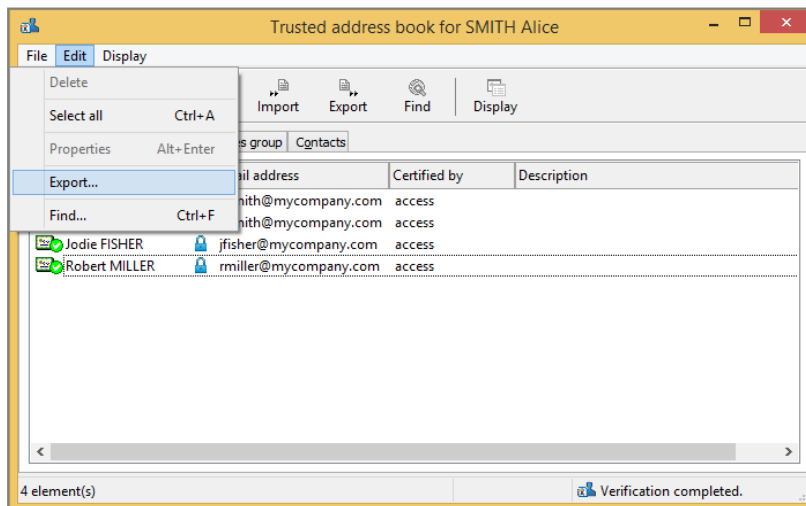 Trusted address book for SMITH Alice
File Edit Display
Delete
Select all Ctrl+A
Properties Alt+Enter
Export...
Find... Ctrl+F
Import Export Find Display
s group Contacts
ail address Certified by Description
mith@mycompany.com access
mith@mycompany.com access
Jodie FISHER jfisher@mycompany.com access
Robert MILLER rmiller@mycompany.com access
4 element(s) Verification completed.